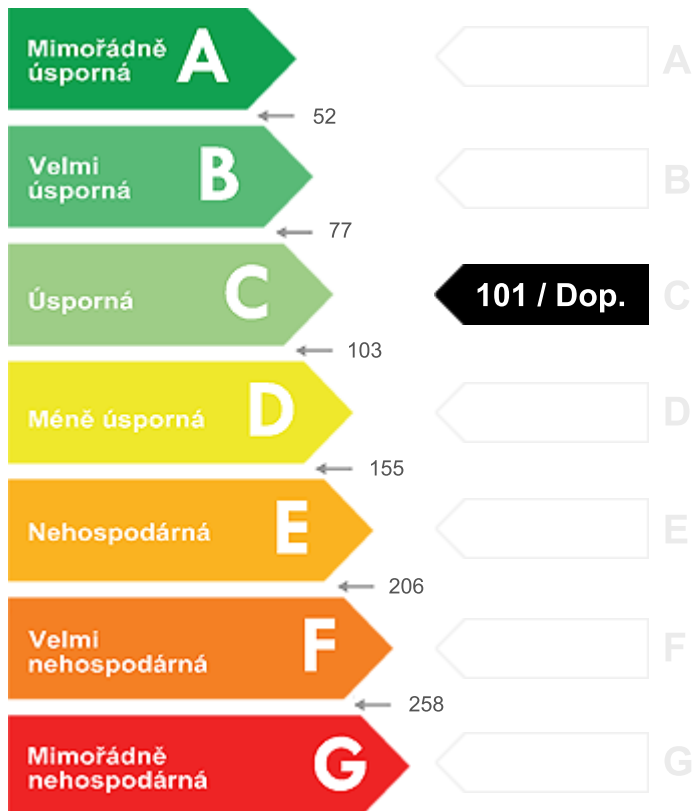 Mimořádně
úsporná
A
A
52
Velmi
úsporná
B
B
77
Úsporná
C
101 / Dop.
C
103
Méně úsporná
D
D
155
Nehospodárná
E
E
206
Velmi
nehospodárná
F
F
258
Mimořádně
nehospodárná
G
G